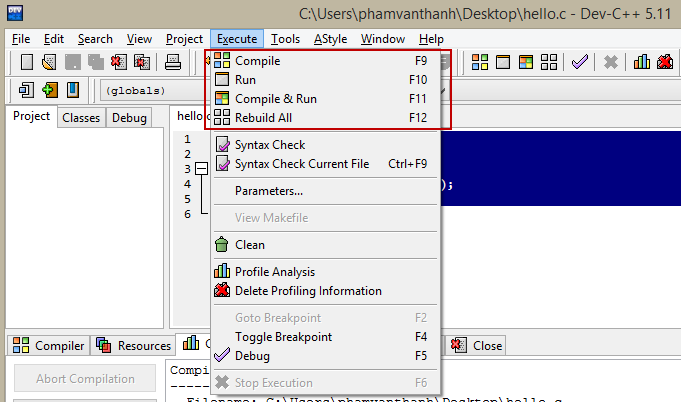 DEV
C:\Users\phamvanthanh\Desktop\hello.c - Dev-C++ 5.11
File Edit Search View Project Execute Tools AStyle Window Help
(globals)
Project Classes Debug
hello
1
2
3
4
5
6
);
Compile F9
Run F10
Compile & Run F11
Rebuild All F12
Syntax Check
Syntax Check Current File Ctrl+F9
Parameters...
View Makefile
Clean
Profile Analysis
Delete Profiling Information
Goto Breakpoint F2
Toggle Breakpoint F4
Debug F5
Stop Execution F6
Compiler Resources Close
Abort Compilation
Compi
--------
Filename: C:\Users\phamvanthanh\Desktop\hello.c